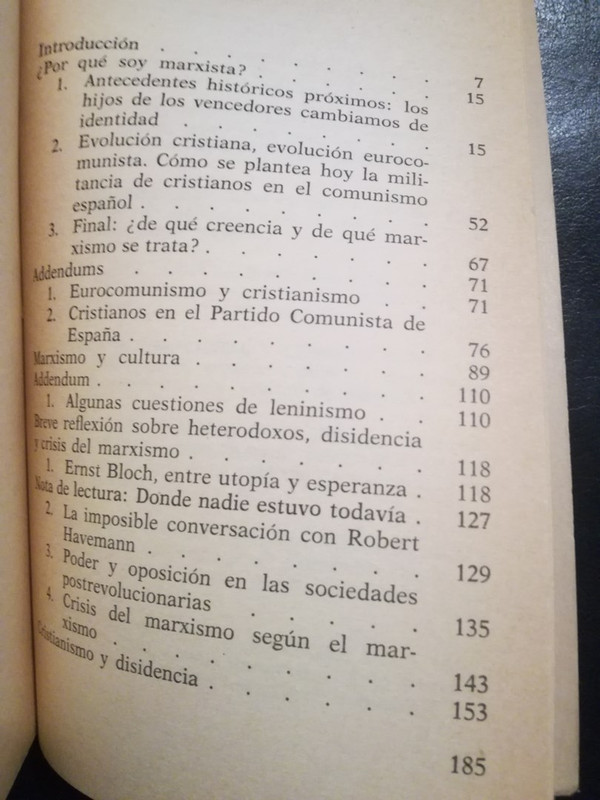 Introducción . . . . . . . . 7
¿Por qué soy marxista? . . . . . . 15
1. Antecedentes históricos próximos: los
hijos de los vencedores cambiamos de
identidad . . . . . . . . 15
2. Evolución cristiana, evolución euroco-
munista. Cómo se plantea hoy la mili-
tancia de cristianos en el comunismo
español . . . . . . . . 52
3. Final: ¿de qué creencia y de qué mar-
xismo se trata? . . . . . . 67
Addendums . . . . . . . . 71
1. Eurocomunismo y cristianismo . . 71
2. Cristianos en el Partido Comunista de
España . . . . . . . . 76
Marxismo y cultura . . . . . . 89
Addendum . . . . . . . . 110
1. Algunas cuestiones de leninismo . . 110
Breve reflexión sobre heterodoxos, disidencia
y crisis del marxismo . . . . . . 118
1. Ernst Bloch, entre utopía y esperanza . 118
Nota de lectura: Donde nadie estuvo todavía . 127
2. La imposible conversación con Robert
Havemann . . . . . . . 129
3. Poder y oposición en las sociedades
postrevolucionarias . . . . . 135
4. Crisis del marxismo según el mar-
xismo . . . . . . . . 143
Cristianismo y disidencia . . . . . 153
185